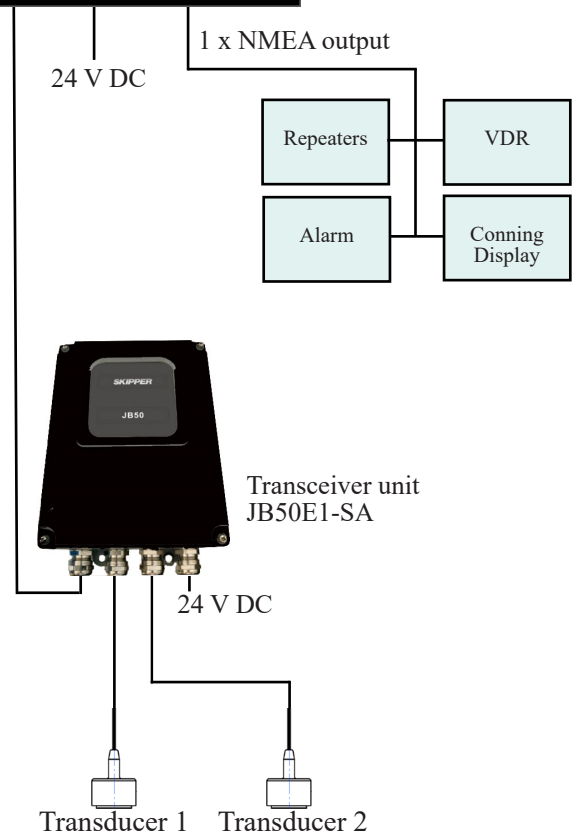 1 x NMEA output
24 V DC
Repeaters
VDR
Alarm
Conning
Display
SKIPPER
JB50
Transceiver unit
JB50E1-SA
24 V DC
Transducer 1
Transducer 2